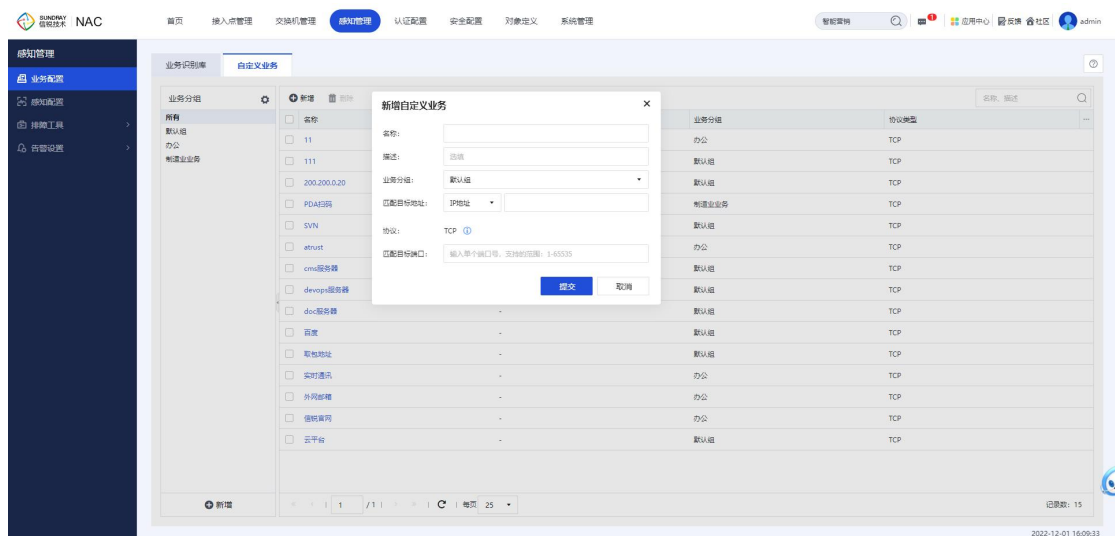 SUNDRAY
信锐技术 NAC 首页 接入点管理 交换机管理 感知管理 认证配置 安全配置 对象定义 系统管理 智能营销 1 应用中心 反馈 社区 admin
感知管理
业务配置
感知配置
排障工具
告警设置
业务识别库 自定义业务
业务分组 新增 删除 名称、描述
所有
默认组
办公
制造业业务
名称 业务分组 协议类型
11 办公 TCP
111 默认组 TCP
200.200.0.20 默认组 TCP
PDA扫码 制造业业务 TCP
SVN 默认组 TCP
atrust 办公 TCP
cms服务器 默认组 TCP
devops服务器 默认组 TCP
doc服务器 - 默认组 TCP
百度 - 默认组 TCP
取包地址 - 默认组 TCP
实时通讯 - 办公 TCP
外网邮箱 - 办公 TCP
信锐官网 - 办公 TCP
云平台 - 默认组 TCP
新增自定义业务
名称:
描述: 选填
业务分组: 默认组
匹配目标地址: IP地址
协议: TCP
匹配目标端口: 输入单个端口号，支持的范围：1-65535
提交 取消
新增 1 / 1 每页 25 记录数: 15
2022-12-01 16:09:33